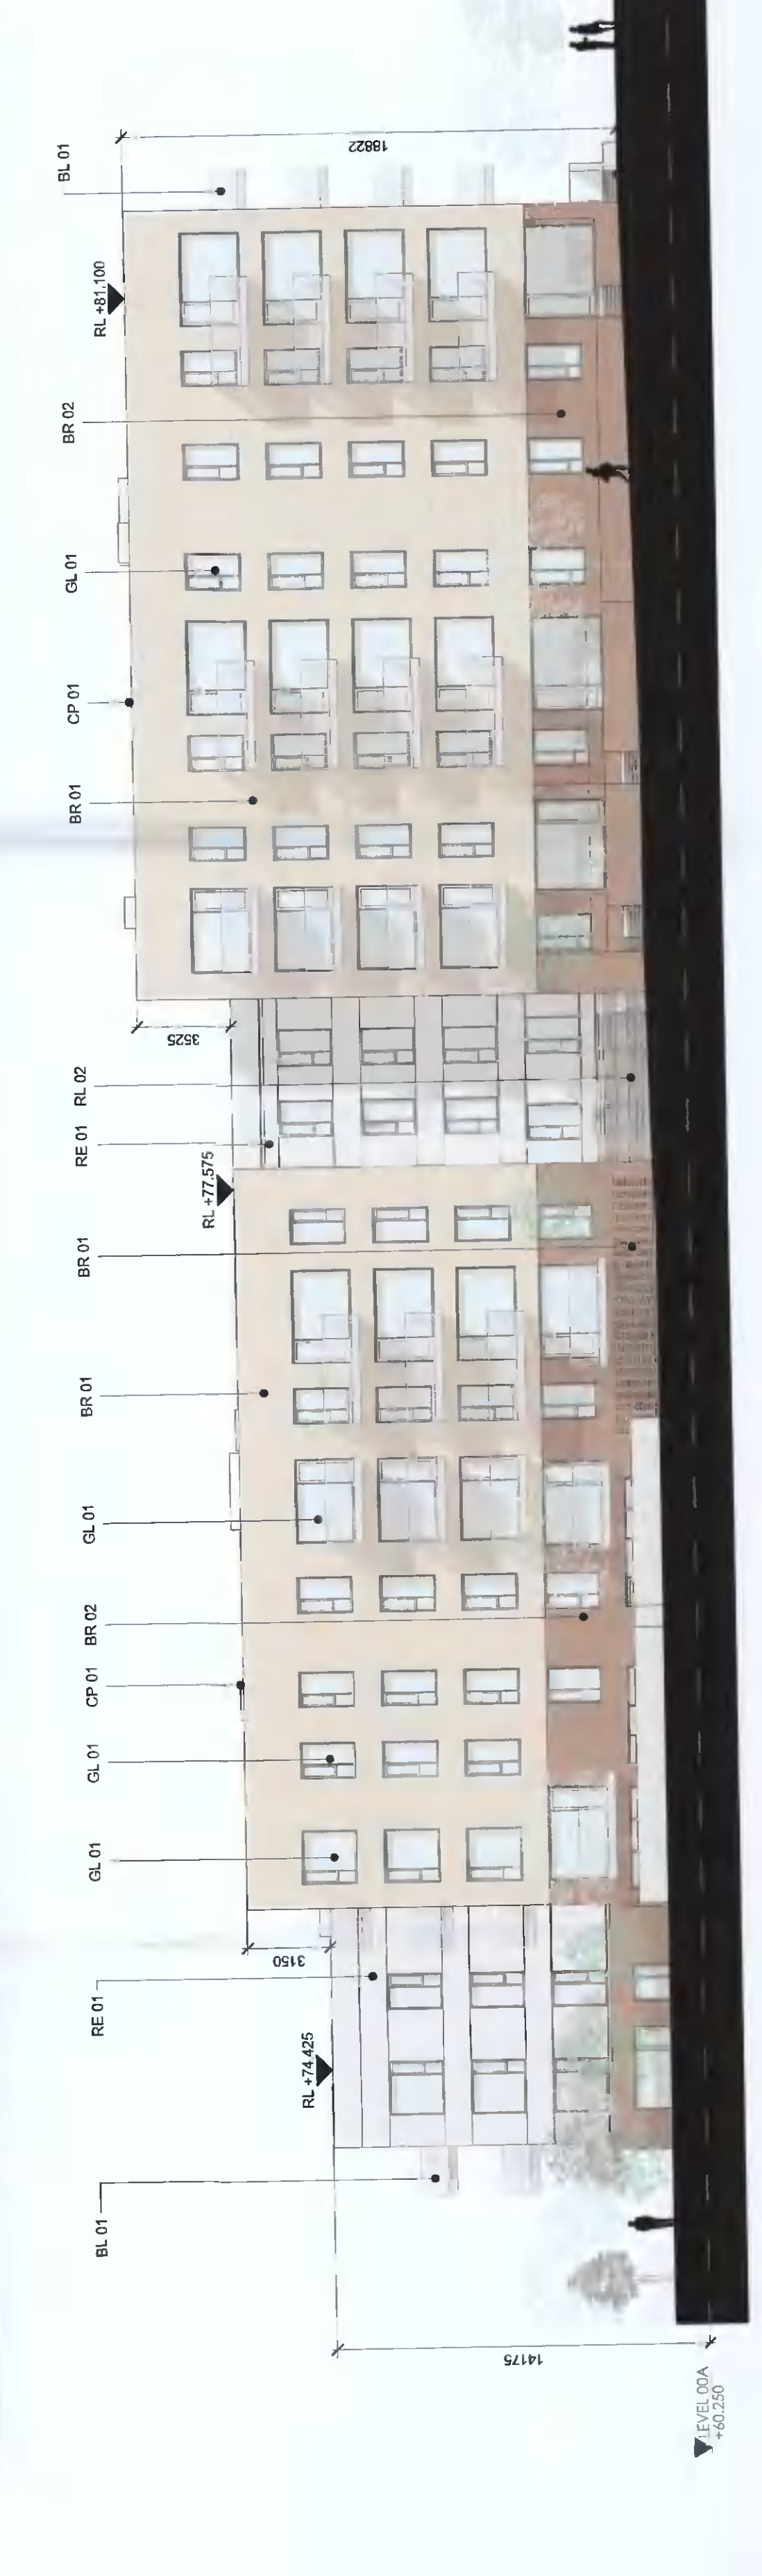 BL 01
RE 01
GL 01
GL 01
CP 01
BR 02
GL 01
BR 01
BR 01
RE 01
RL 02
BR 01
CP 01
GL 01
BR 02
BL 01
RL +74.425
RL +77.575
RL +81.100
3150
3525
18822
14175
LEVEL 00A
+60.250